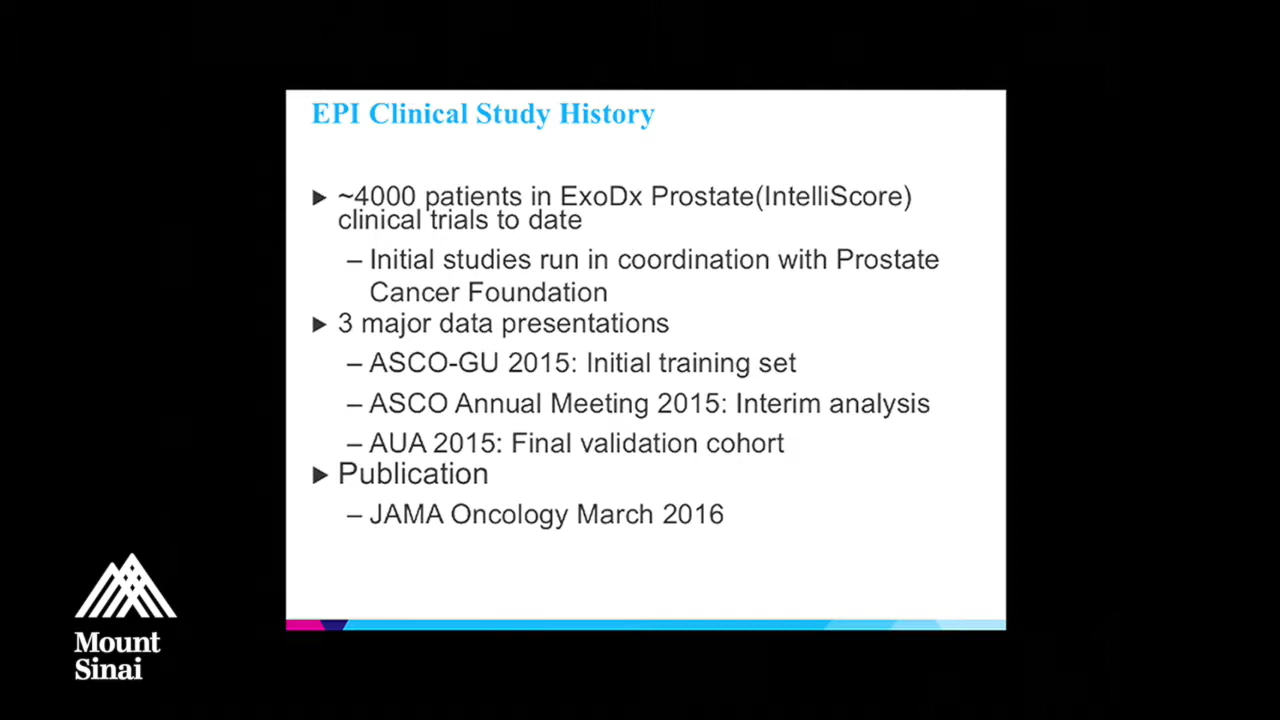 EPI Clinical Study History
► ~4000 patients in ExoDx Prostate(IntelliScore)
clinical trials to date
– Initial studies run in coordination with Prostate
Cancer Foundation
► 3 major data presentations
– ASCO-GU 2015: Initial training set
– ASCO Annual Meeting 2015: Interim analysis
– AUA 2015: Final validation cohort
► Publication
– JAMA Oncology March 2016
Mount
Sinai